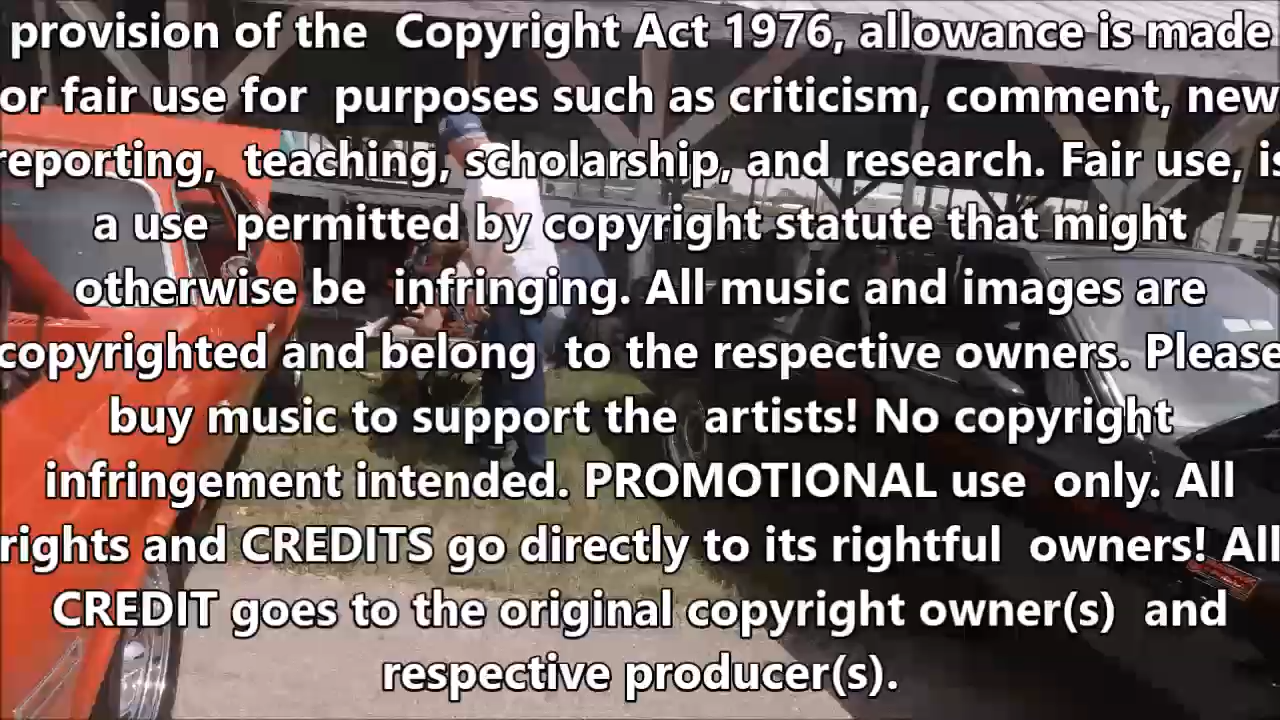 provision of the  Copyright Act 1976, allowance is made
or fair use for  purposes such as criticism, comment, new
reporting,  teaching, scholarship, and research. Fair use, is
a use  permitted by copyright statute that might
otherwise be  infringing. All music and images are
copyrighted and belong  to the respective owners. Please
buy music to support the  artists! No copyright
infringement intended. PROMOTIONAL use  only. All
rights and CREDITS go directly to its rightful  owners! All
CREDIT goes to the original copyright owner(s)  and
respective producer(s).